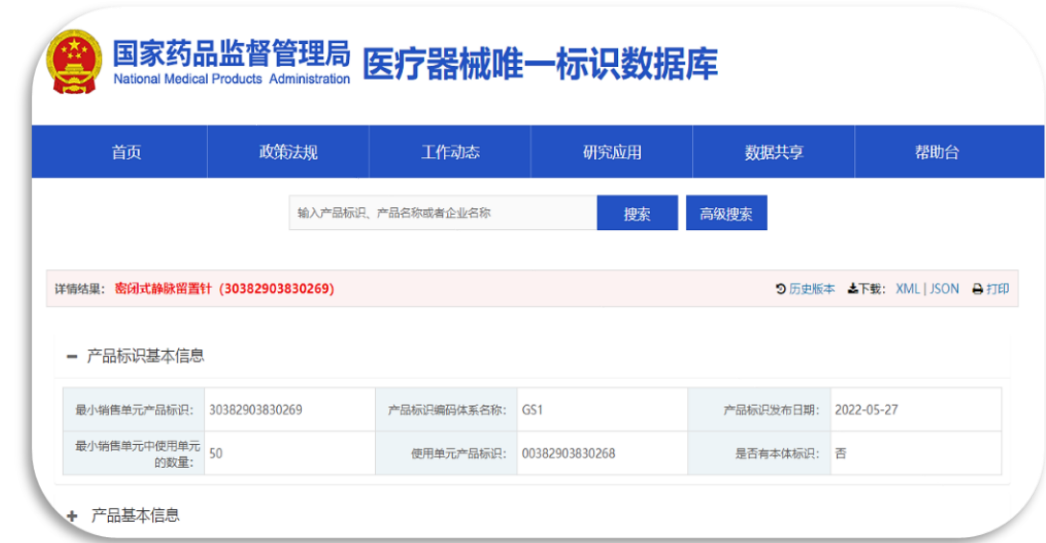 国家药品监督管理局 医疗器械唯一标识数据库
National Medical Products Administration
首页 政策法规 工作动态 研究应用 数据共享 帮助台
输入产品标识、产品名称或者企业名称 搜索 高级搜索
详情结果： 密闭式静脉留置针（30382903830269） 历史版本 下载： XML | JSON 打印
产品标识基本信息
最小销售单元产品标识： 30382903830269 产品标识编码体系名称： GS1 产品标识发布日期： 2022-05-27
最小销售单元中使用单元
的数量： 50 使用单元产品标识： 00382903830268 是否有本体标识： 否
产品基本信息